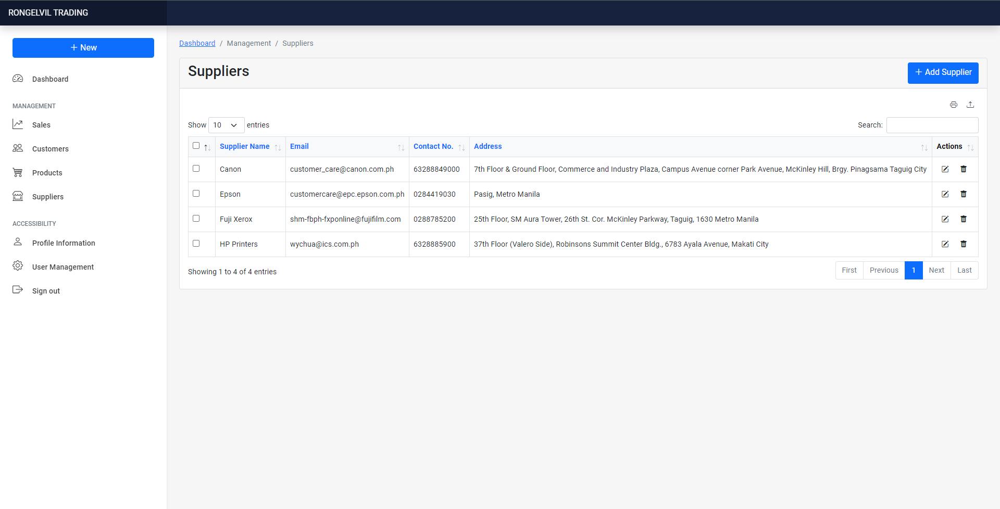 RONGELVIL TRADING
New
Dashboard
MANAGEMENT
Sales
Customers
Products
Suppliers
ACCESSIBILITY
Profile Information
User Management
Sign out
Dashboard / Management / Suppliers
Suppliers
Add Supplier
Show 10 entries
Search:
Supplier Name Email Contact No. Address Actions
Canon customer_care@canon.com.ph 63288849000 7th Floor & Ground Floor, Commerce and Industry Plaza, Campus Avenue corner Park Avenue, McKinley Hill, Brgy. Pinagsama Taguig City
Epson customercare@epc.epson.com.ph 0284419030 Pasig, Metro Manila
Fuji Xerox shm-fbph-fxponline@fujifilm.com 0288785200 25th Floor, SM Aura Tower, 26th St. Cor. McKinley Parkway, Taguig, 1630 Metro Manila
HP Printers wychua@ics.com.ph 6328885900 37th Floor (Valero Side), Robinsons Summit Center Bldg., 6783 Ayala Avenue, Makati City
Showing 1 to 4 of 4 entries
First Previous 1 Next Last